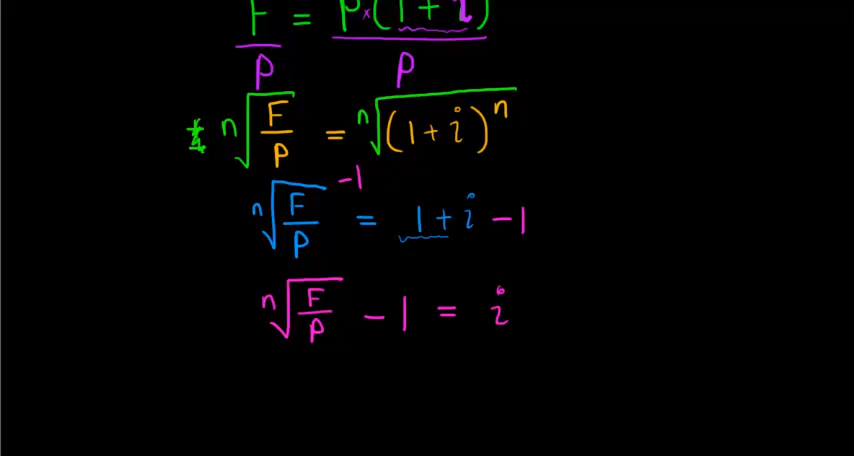 F/P = P×(1+i)/P
ⁿ√(F/P) = ⁿ√((1+i)ⁿ)
ⁿ√(F/P) -1 = 1+i -1
ⁿ√(F/P) - 1 = i